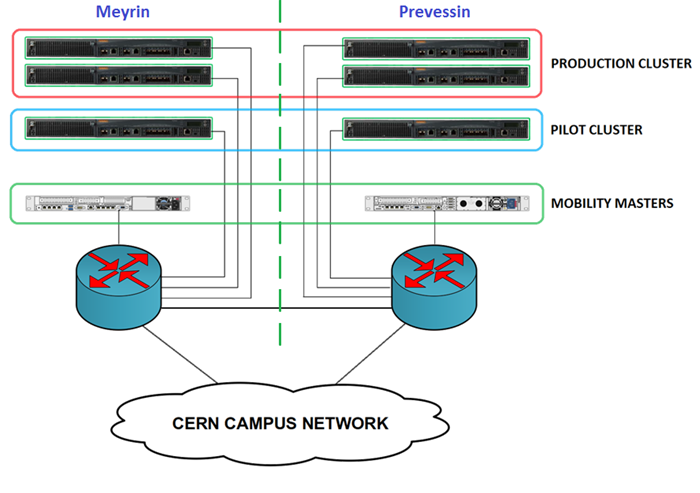 Meyrin
Prevessin
PRODUCTION CLUSTER
PILOT CLUSTER
MOBILITY MASTERS
CERN CAMPUS NETWORK